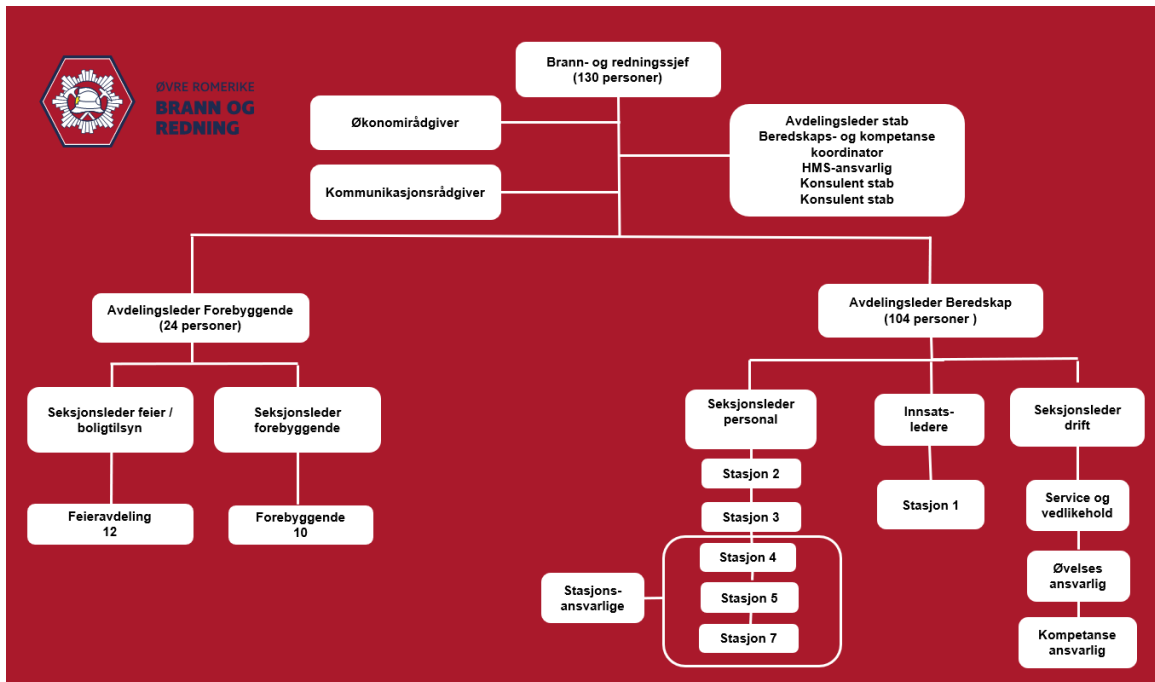 ØVRE ROMERIKE
BRANN OG
REDNING
Brann- og redningssjef
(130 personer)
Økonomirådgiver
Kommunikasjonsrådgiver
Avdelingsleder stab
Beredskaps- og kompetanse
koordinator
HMS-ansvarlig
Konsulent stab
Konsulent stab
Avdelingsleder Forebyggende
(24 personer)
Avdelingsleder Beredskap
(104 personer )
Seksjonsleder feier /
boligtilsyn
Seksjonsleder
forebyggende
Feieravdeling
12
Forebyggende
10
Seksjonsleder
personal
Innsats-
ledere
Seksjonsleder
drift
Stasjon 2
Stasjon 3
Stasjon 4
Stasjon 5
Stasjon 7
Stasjons-
ansvarlige
Stasjon 1
Service og
vedlikehold
Øvelses
ansvarlig
Kompetanse
ansvarlig